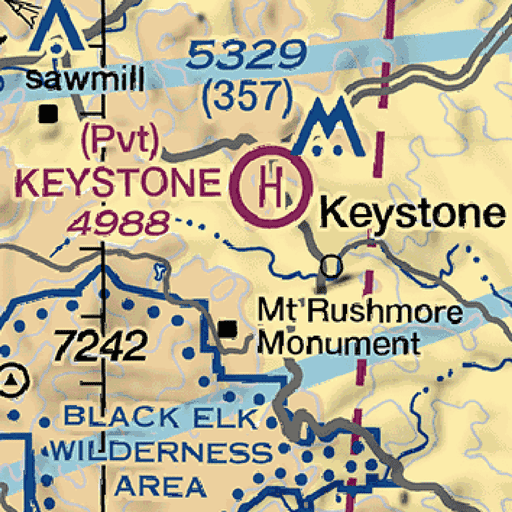 5329
(357)
sawmill
(Pvt)
KEYSTONE
H
4988
Keystone
Mt Rushmore
Monument
7242
BLACK ELK
WILDERNESS
AREA